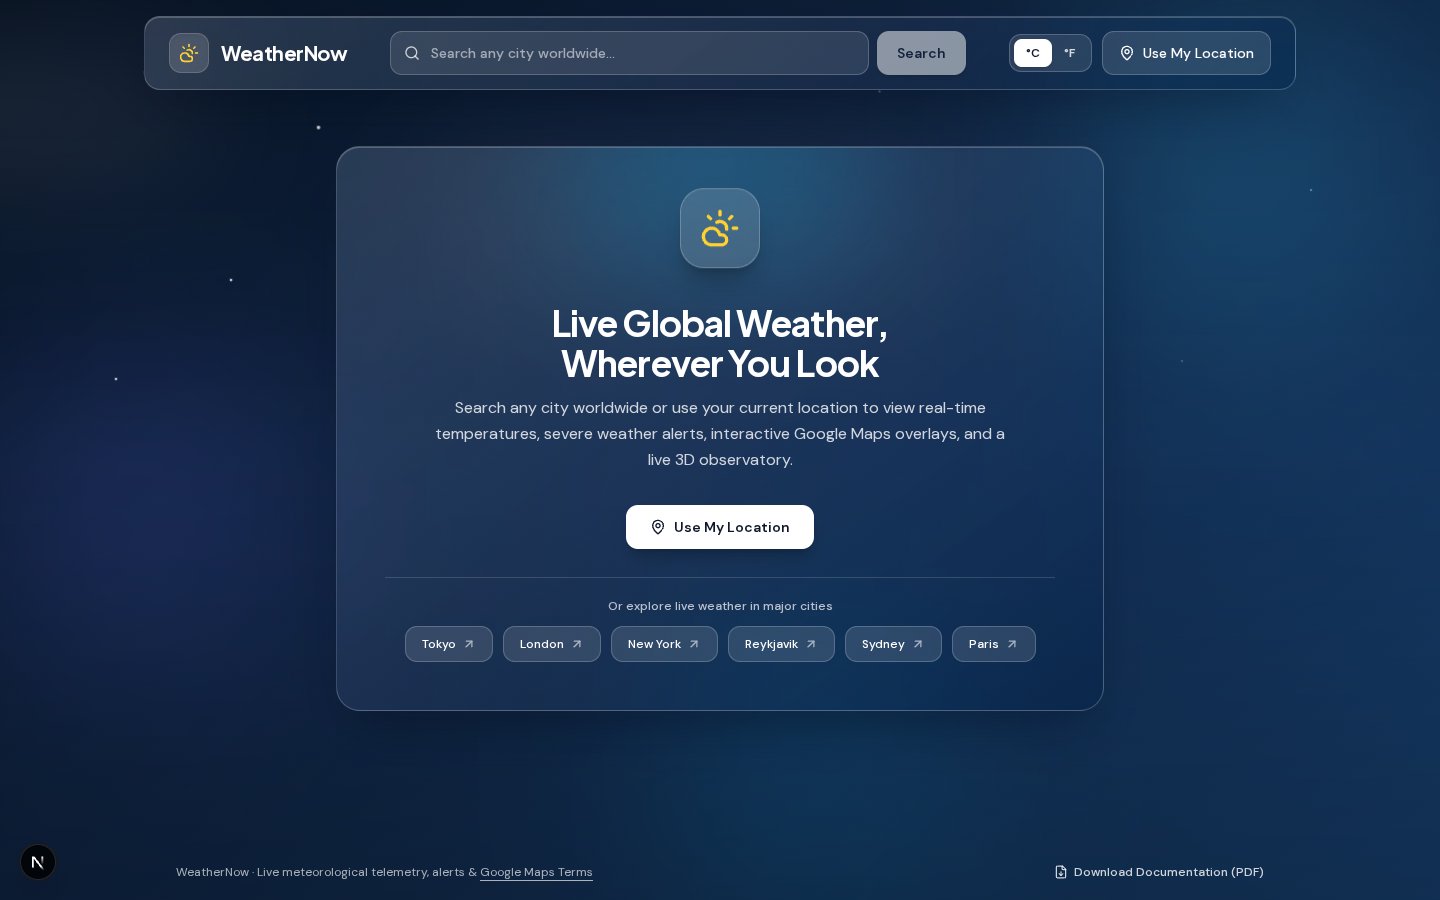 WeatherNow
Search any city worldwide...
Search
°C
°F
Use My Location
Live Global Weather,
Wherever You Look
Search any city worldwide or use your current location to view real-time
temperatures, severe weather alerts, interactive Google Maps overlays, and a
live 3D observatory.
Use My Location
Or explore live weather in major cities
Tokyo
London
New York
Reykjavik
Sydney
Paris
N
WeatherNow · Live meteorological telemetry, alerts & Google Maps Terms
Download Documentation (PDF)